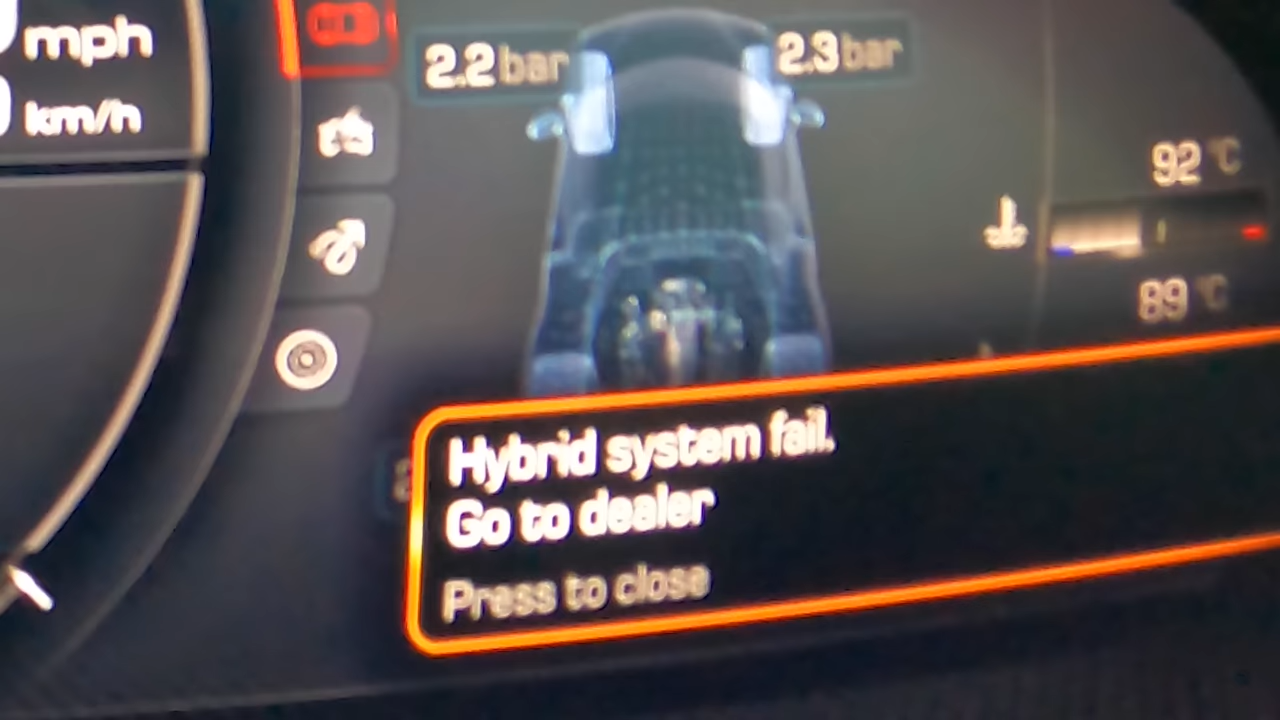 mph
km/h
2.2 bar
2.3 bar
92 °C
89 °C
Hybrid system fail.
Go to dealer
Press to close